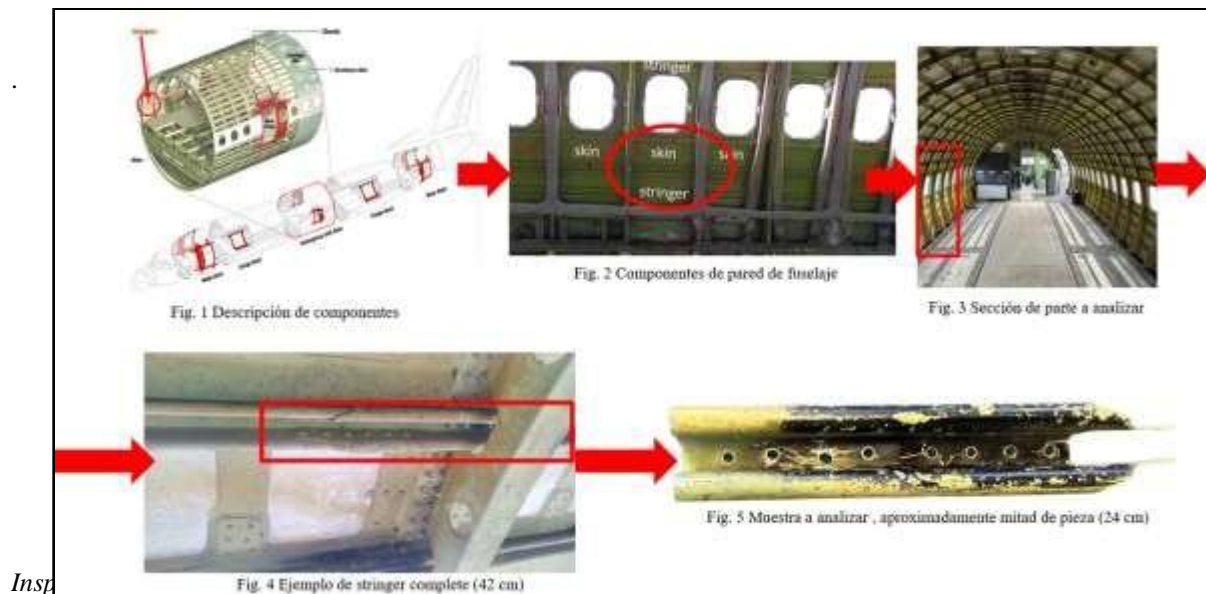 .
stringer
skin
skin
skin
stringer
Fig. 2 Componentes de pared de fuselaje
Fig. 1 Descripción de componentes
Fig. 3 Sección de parte a analizar
Fig. 5 Muestra a analizar , aproximadamente mitad de pieza (24 cm)
Insp
Fig. 4 Ejemplo de stringer complete (42 cm)